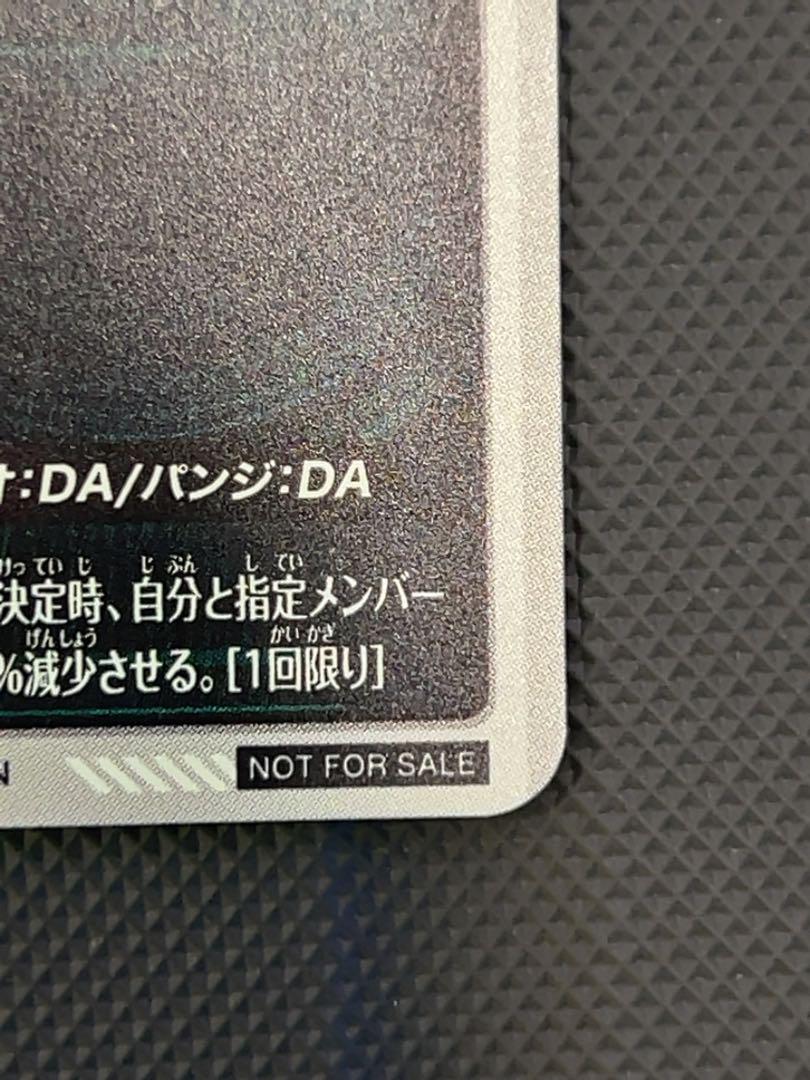 オ:DA/パンジ:DA
けっ てい じ じ ぶん し てい
決定時、自分と指定メンバー
げんしょう かい かぎ
%減少させる。[1回限り]
N NOT FOR SALE